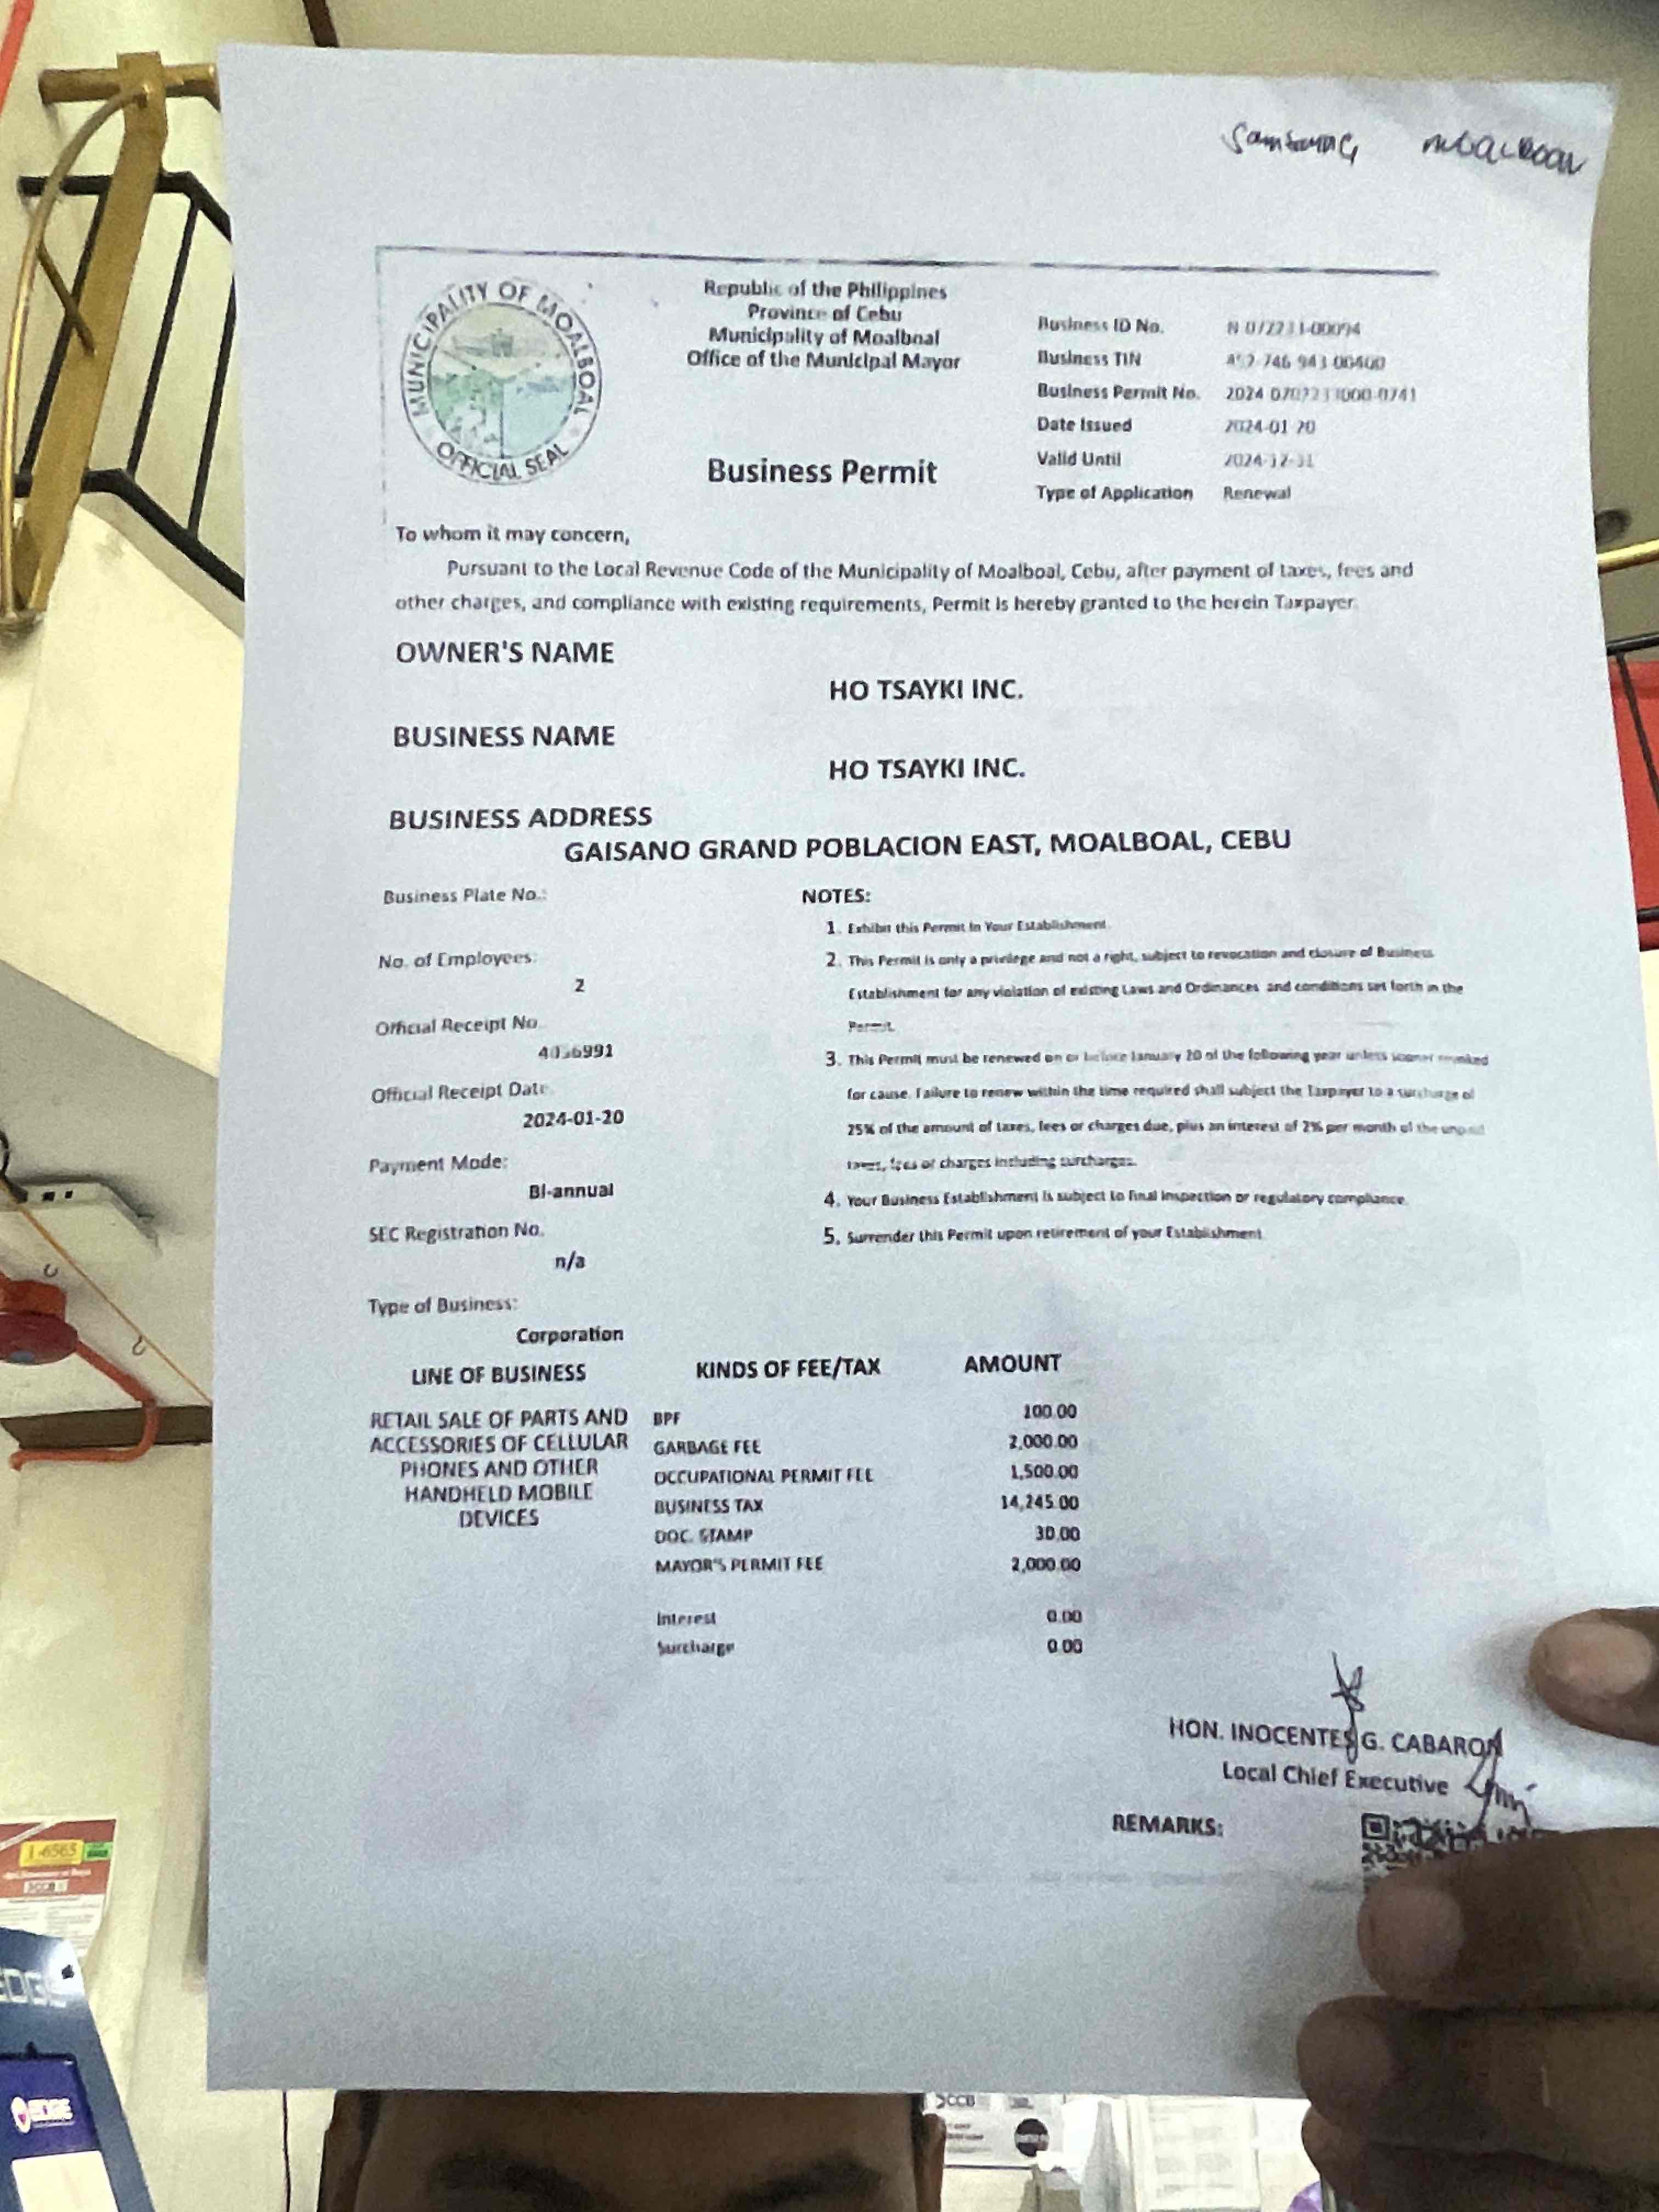 Samsung Moalboal
MUNICIPALITY OF MOALBOAL
OFFICIAL SEAL
Republic of the Philippines
Province of Cebu
Municipality of Moalboal
Office of the Municipal Mayor
Business Permit
Business ID No.
Business TIN
Business Permit No.
Date Issued 2024-01-20
Valid Until 2024-12-31
Type of Application Renewal
To whom it may concern,
Pursuant to the Local Revenue Code of the Municipality of Moalboal, Cebu, after payment of taxes, fees and
other charges, and compliance with existing requirements, Permit is hereby granted to the herein Taxpayer.
OWNER'S NAME
HO TSAYKI INC.
BUSINESS NAME
HO TSAYKI INC.
BUSINESS ADDRESS
GAISANO GRAND POBLACION EAST, MOALBOAL, CEBU
Business Plate No.:
No. of Employees:
2
Official Receipt No.
Official Receipt Date:
2024-01-20
Payment Mode:
Bi-annual
SEC Registration No.
n/a
Type of Business:
Corporation
NOTES:
1. Exhibit this Permit in Your Establishment.
2. This Permit is only a privilege and not a right, subject to revocation and closure of Business
Establishment for any violation of existing Laws and Ordinances and conditions set forth in the
Permit.
3. This Permit must be renewed on or before January 20 of the following year unless sooner revoked
for cause. Failure to renew within the time required shall subject the Taxpayer to a surcharge of
25% of the amount of taxes, fees or charges due, plus an interest of 2% per month of the unpaid
taxes, fees or charges including surcharges.
4. Your Business Establishment is subject to final inspection or regulatory compliance.
5. Surrender this Permit upon retirement of your Establishment
LINE OF BUSINESS KINDS OF FEE/TAX AMOUNT
RETAIL SALE OF PARTS AND
ACCESSORIES OF CELLULAR
PHONES AND OTHER
HANDHELD MOBILE
DEVICES
BPF 100.00
GARBAGE FEE 2,000.00
OCCUPATIONAL PERMIT FEE 1,500.00
BUSINESS TAX 14,245.00
DOC. STAMP 30.00
MAYOR'S PERMIT FEE 2,000.00
Interest 0.00
Surcharge 0.00
HON. INOCENTES G. CABARON
Local Chief Executive
REMARKS:
EDGE
CCB